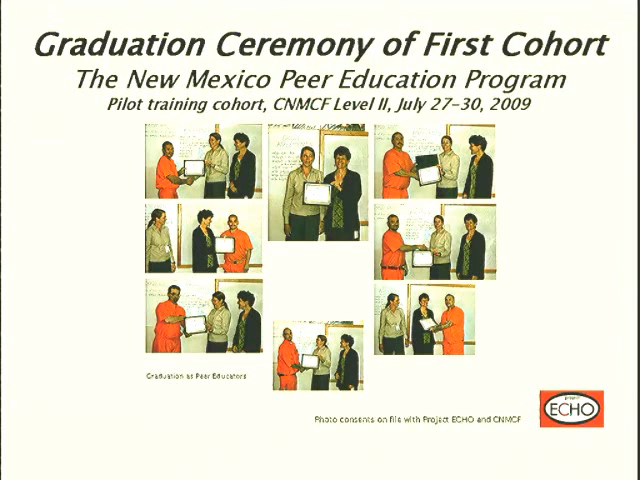 Graduation Ceremony of First Cohort
The New Mexico Peer Education Program
Pilot training cohort, CNMCF Level II, July 27-30, 2009
Graduation as Peer Educators
Photo consents on file with Project ECHO and CNMCF
ECHO